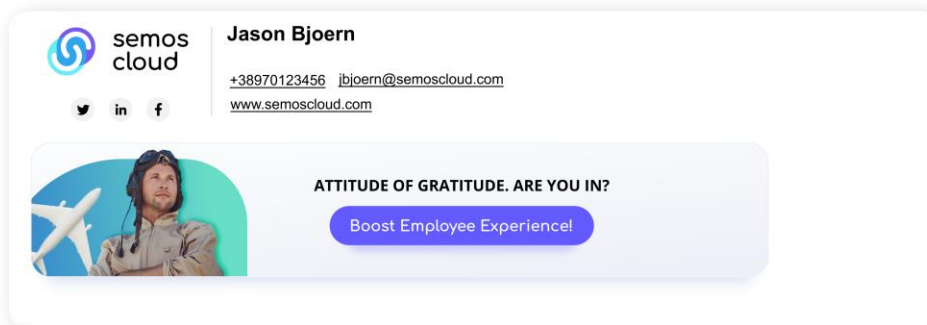 semos
cloud
Jason Bjoern
+38970123456 jbjoern@semoscloud.com
www.semoscloud.com
ATTITUDE OF GRATITUDE. ARE YOU IN?
Boost Employee Experience!